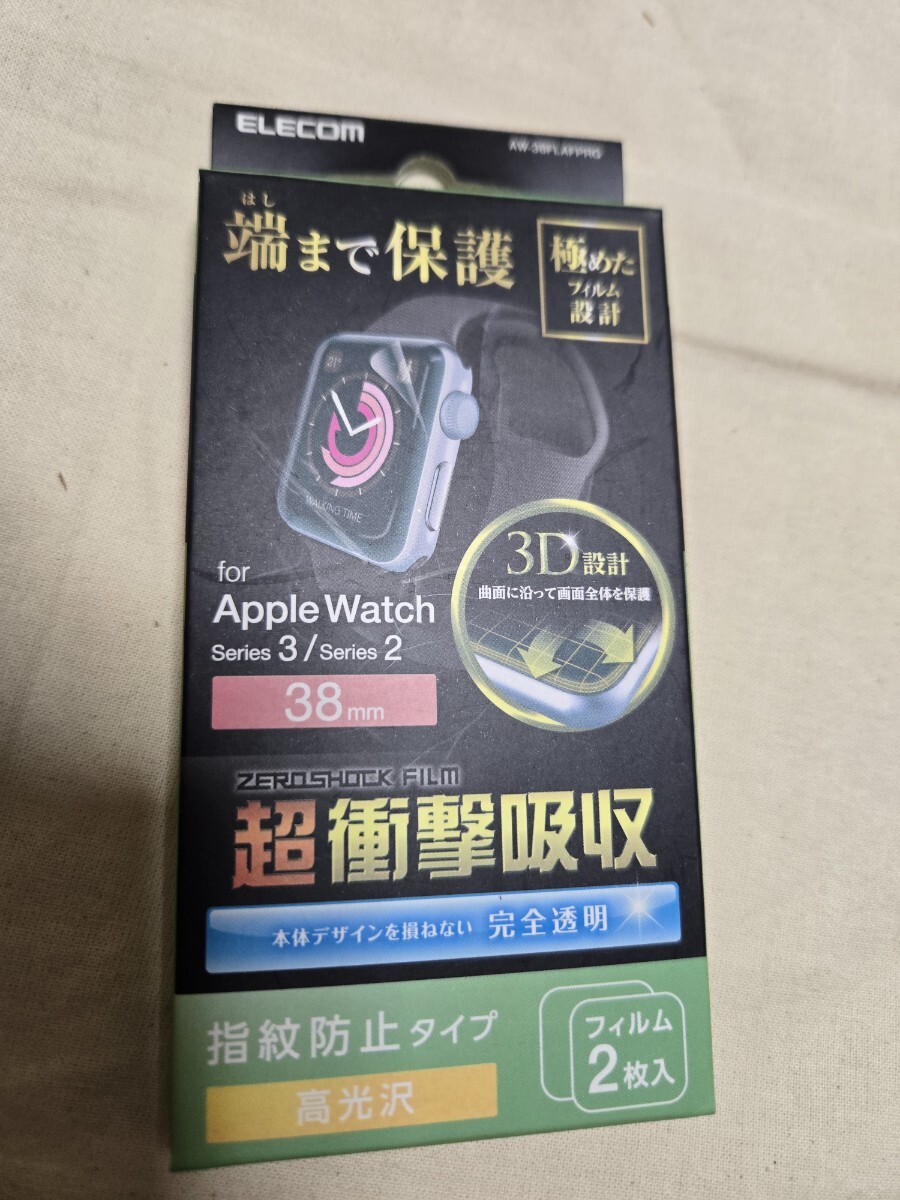 ELECOM
AW-38FLAFPRG
はし
端まで保護
極めた
フィルム
設計
21°
WALKING TIME
3D設計
曲面に沿って画面全体を保護
for
Apple Watch
Series 3 / Series 2
38mm
ZEROSHOCK FILM
超衝撃吸収
本体デザインを損ねない 完全透明
指紋防止タイプ
高光沢
フィルム
2枚入